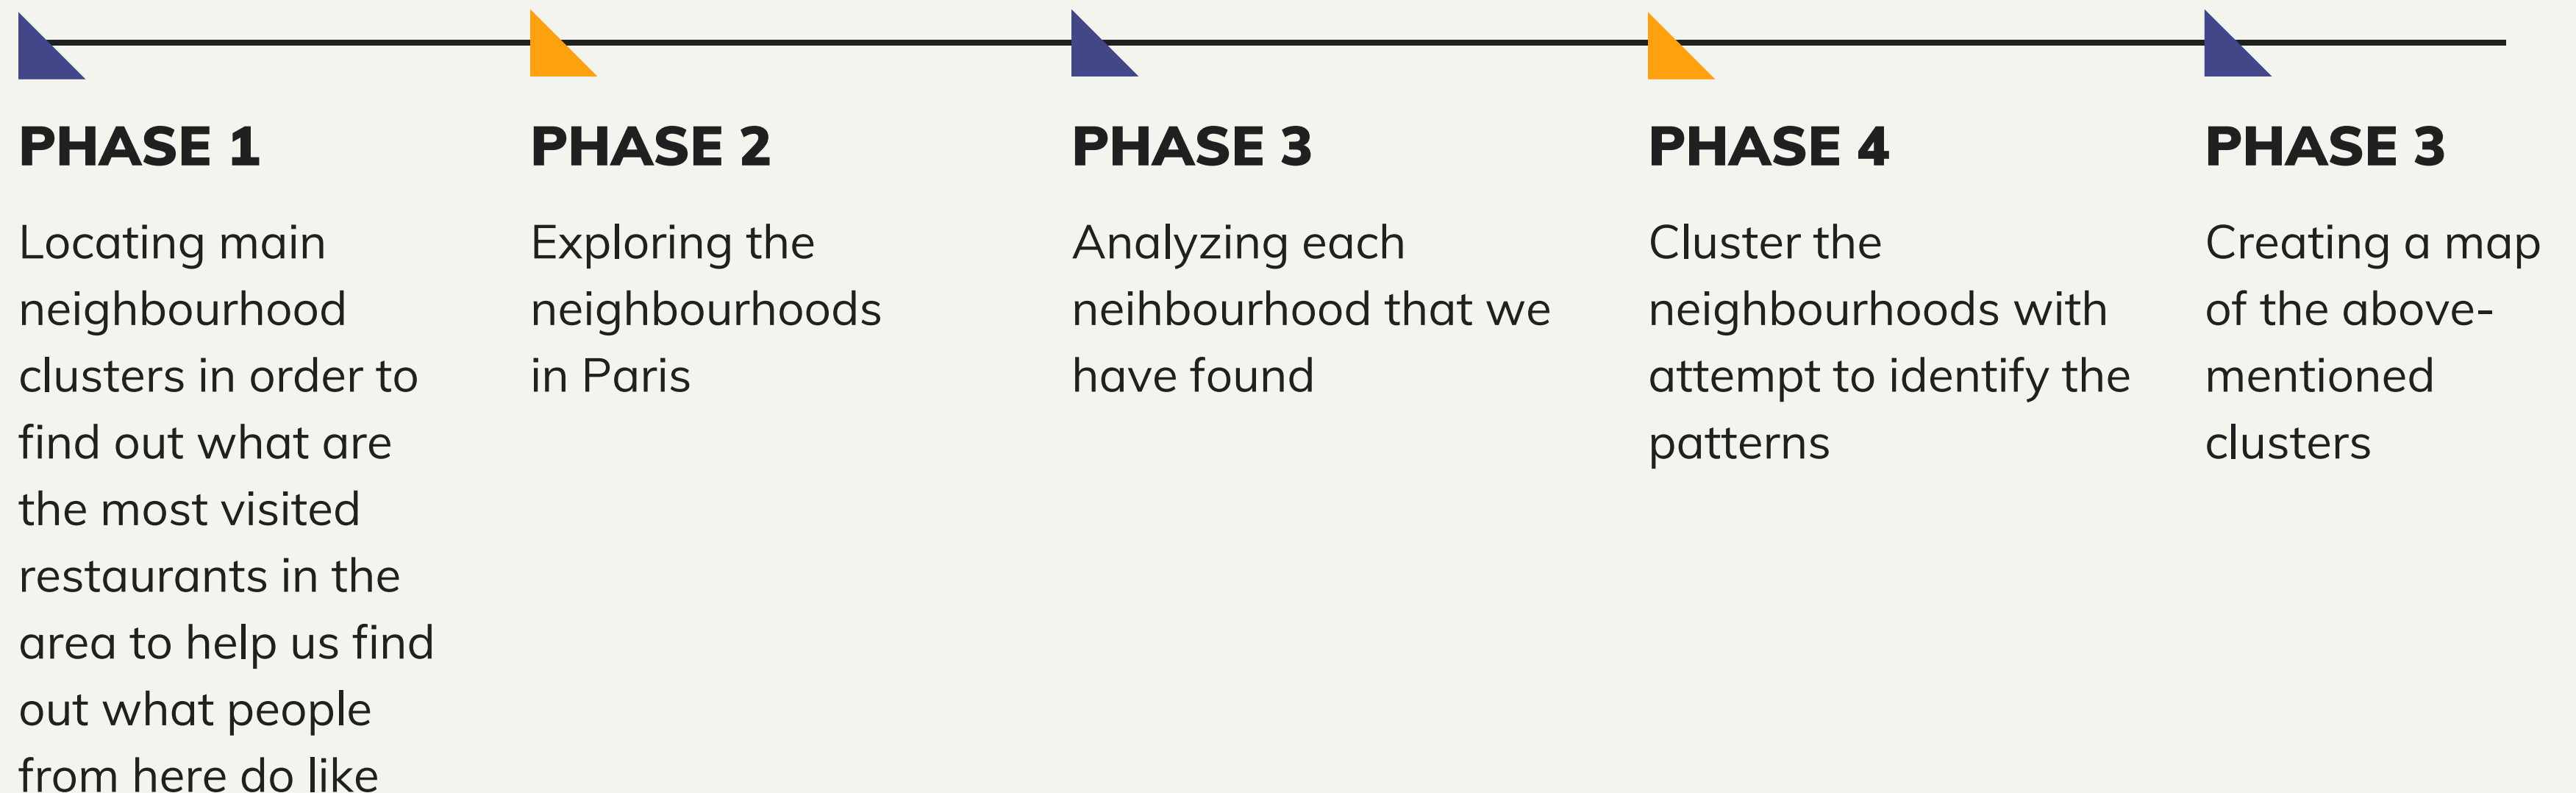 PHASE 1
Locating main
neighbourhood
clusters in order to
find out what are
the most visited
restaurants in the
area to help us find
out what people
from here do like
PHASE 2
Exploring the
neighbourhoods
in Paris
PHASE 3
Analyzing each
neihbourhood that we
have found
PHASE 4
Cluster the
neighbourhoods with
attempt to identify the
patterns
PHASE 3
Creating a map
of the above-
mentioned
clusters